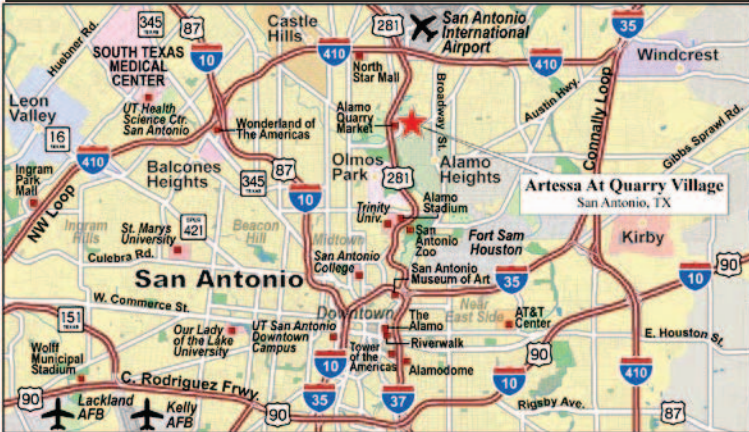 345
TEXAS
87
Castle
Hills
281
San Antonio
International
Airport
35
Huebner Rd.
SOUTH TEXAS
MEDICAL
CENTER
10
410
North
Star Mall
410
Windcrest
Leon
Valley
UT Health
Science Ctr.
San Antonio
Wonderland of
The Americas
Alamo
Quarry
Market
Broadway St.
Austin Hwy.
Connally Loop
16
TEXAS
410
Gibbs Sprawl Rd.
Ingram
Park
Mall
Balcones
Heights
345
TEXAS
87
Olmos
Park
281
Alamo
Heights
Artessa At Quarry Village
San Antonio, TX
NW Loop
10
Ingram
Hills
St. Marys
University
SPUR
421
Beacon
Hill
Trinity
Univ.
Alamo
Stadium
San
Antonio
Zoo
Fort Sam
Houston
Kirby
Culebra Rd.
Midtown
San Antonio
College
San Antonio
San Antonio
Museum of Art
35
90
10
W. Commerce St.
Downtown
Near
East Side
151
TEXAS
Our Lady
of the Lake
University
UT San Antonio
Downtown
Campus
The
Alamo
Riverwalk
AT&T
Center
E. Houston St.
Wolff
Municipal
Stadium
10
Tower
of the
Americas
Alamodome
90
410
C. Rodriguez Frwy.
10
90
Lackland
AFB
Kelly
AFB
90
35
37
Rigsby Ave.
87